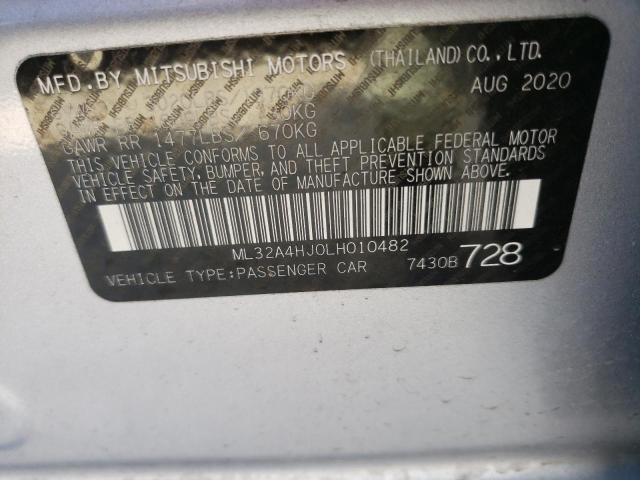 MFD. BY MITSUBISHI MOTORS (THAILAND) CO., LTD.
AUG 2020
GAWR RR 1477LBS / 670KG
THIS VEHICLE CONFORMS TO ALL APPLICABLE FEDERAL MOTOR
VEHICLE SAFETY, BUMPER, AND THEFT PREVENTION STANDARDS
IN EFFECT ON THE DATE OF MANUFACTURE SHOWN ABOVE.
ML32A4HJ0LH010482
VEHICLE TYPE:PASSENGER CAR 7430B 728